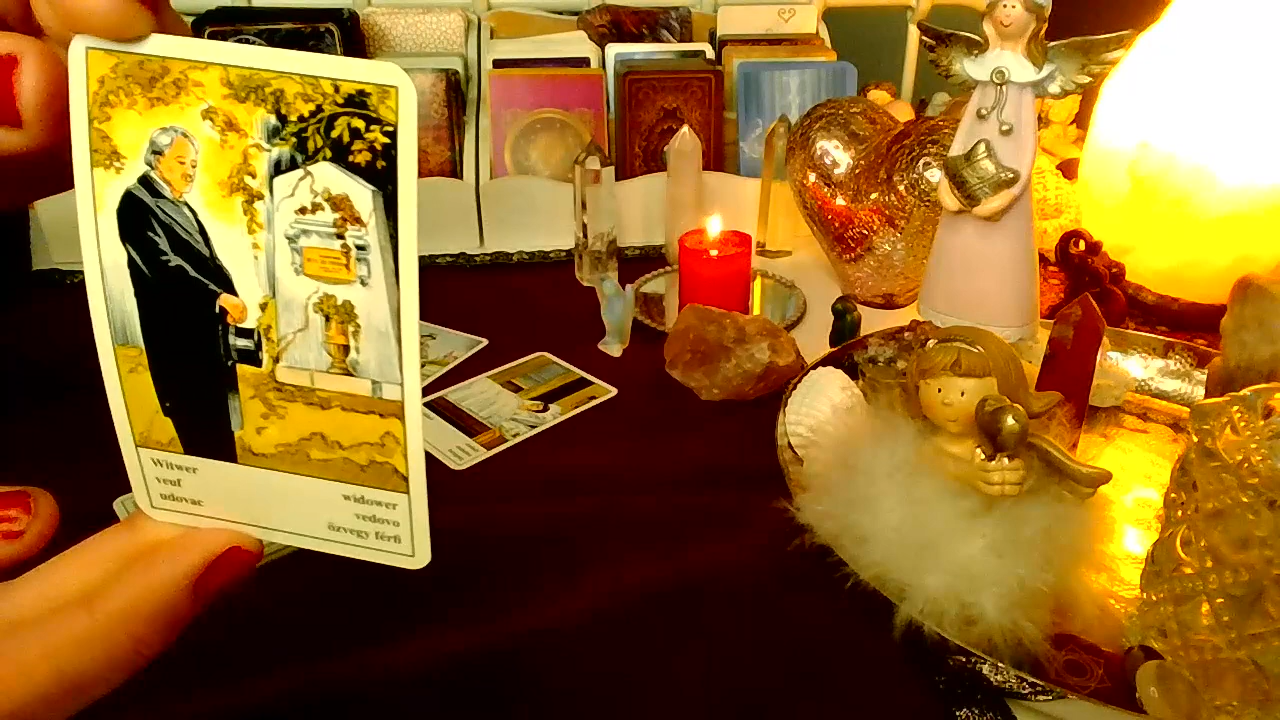 Witwer
veuf
udovac
widower
vedovo
özvegy férfi